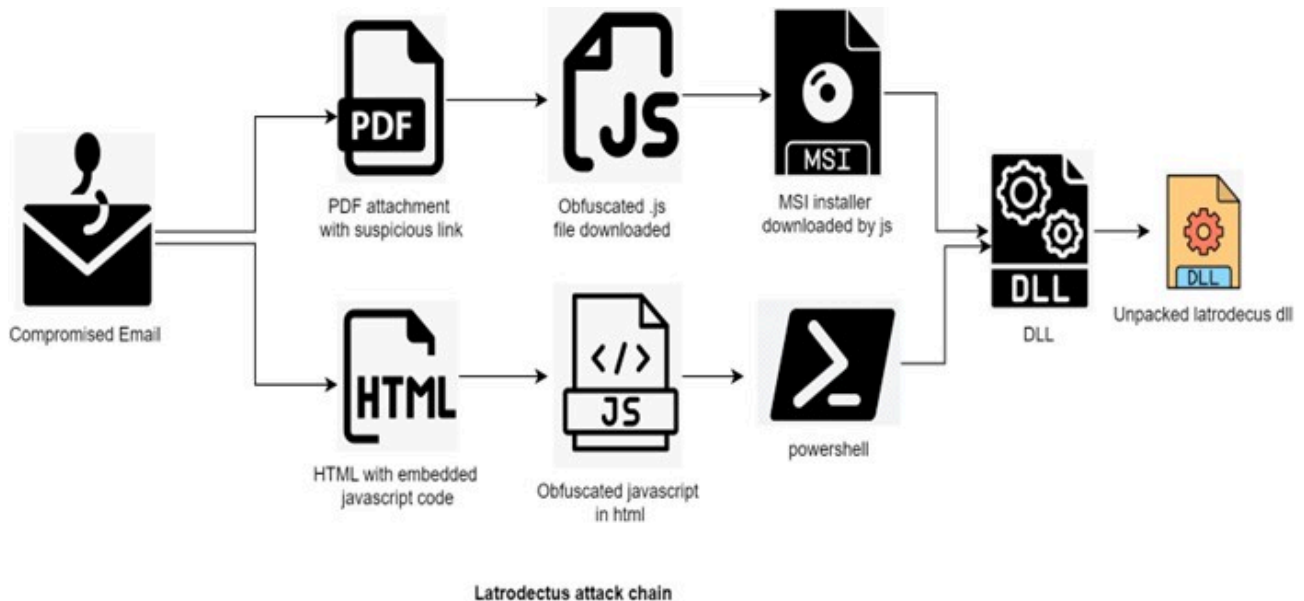 PDF
PDF attachment
with suspicious link
JS
Obfuscated .js
file downloaded
MSI
MSI installer
downloaded by js
Compromised Email
HTML
HTML with embedded
javascript code
</>
JS
Obfuscated javascript
in html
powershell
DLL
DLL
DLL
Unpacked latrodecus dll
Latrodectus attack chain